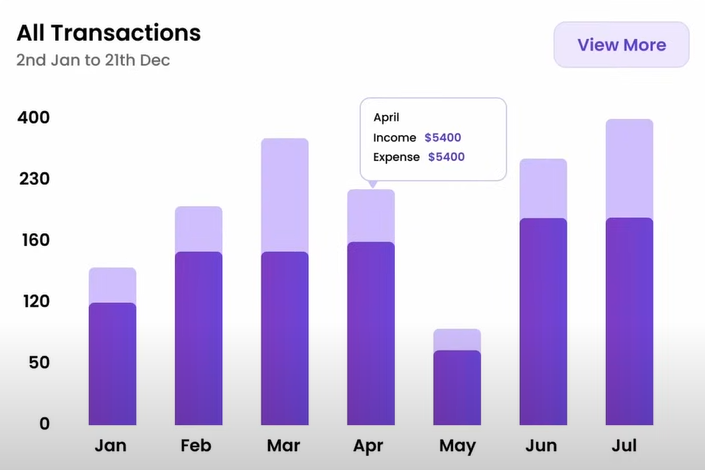 All Transactions
2nd Jan to 21th Dec
View More
400
230
160
120
50
0
April
Income $5400
Expense $5400
Jan Feb Mar Apr May Jun Jul